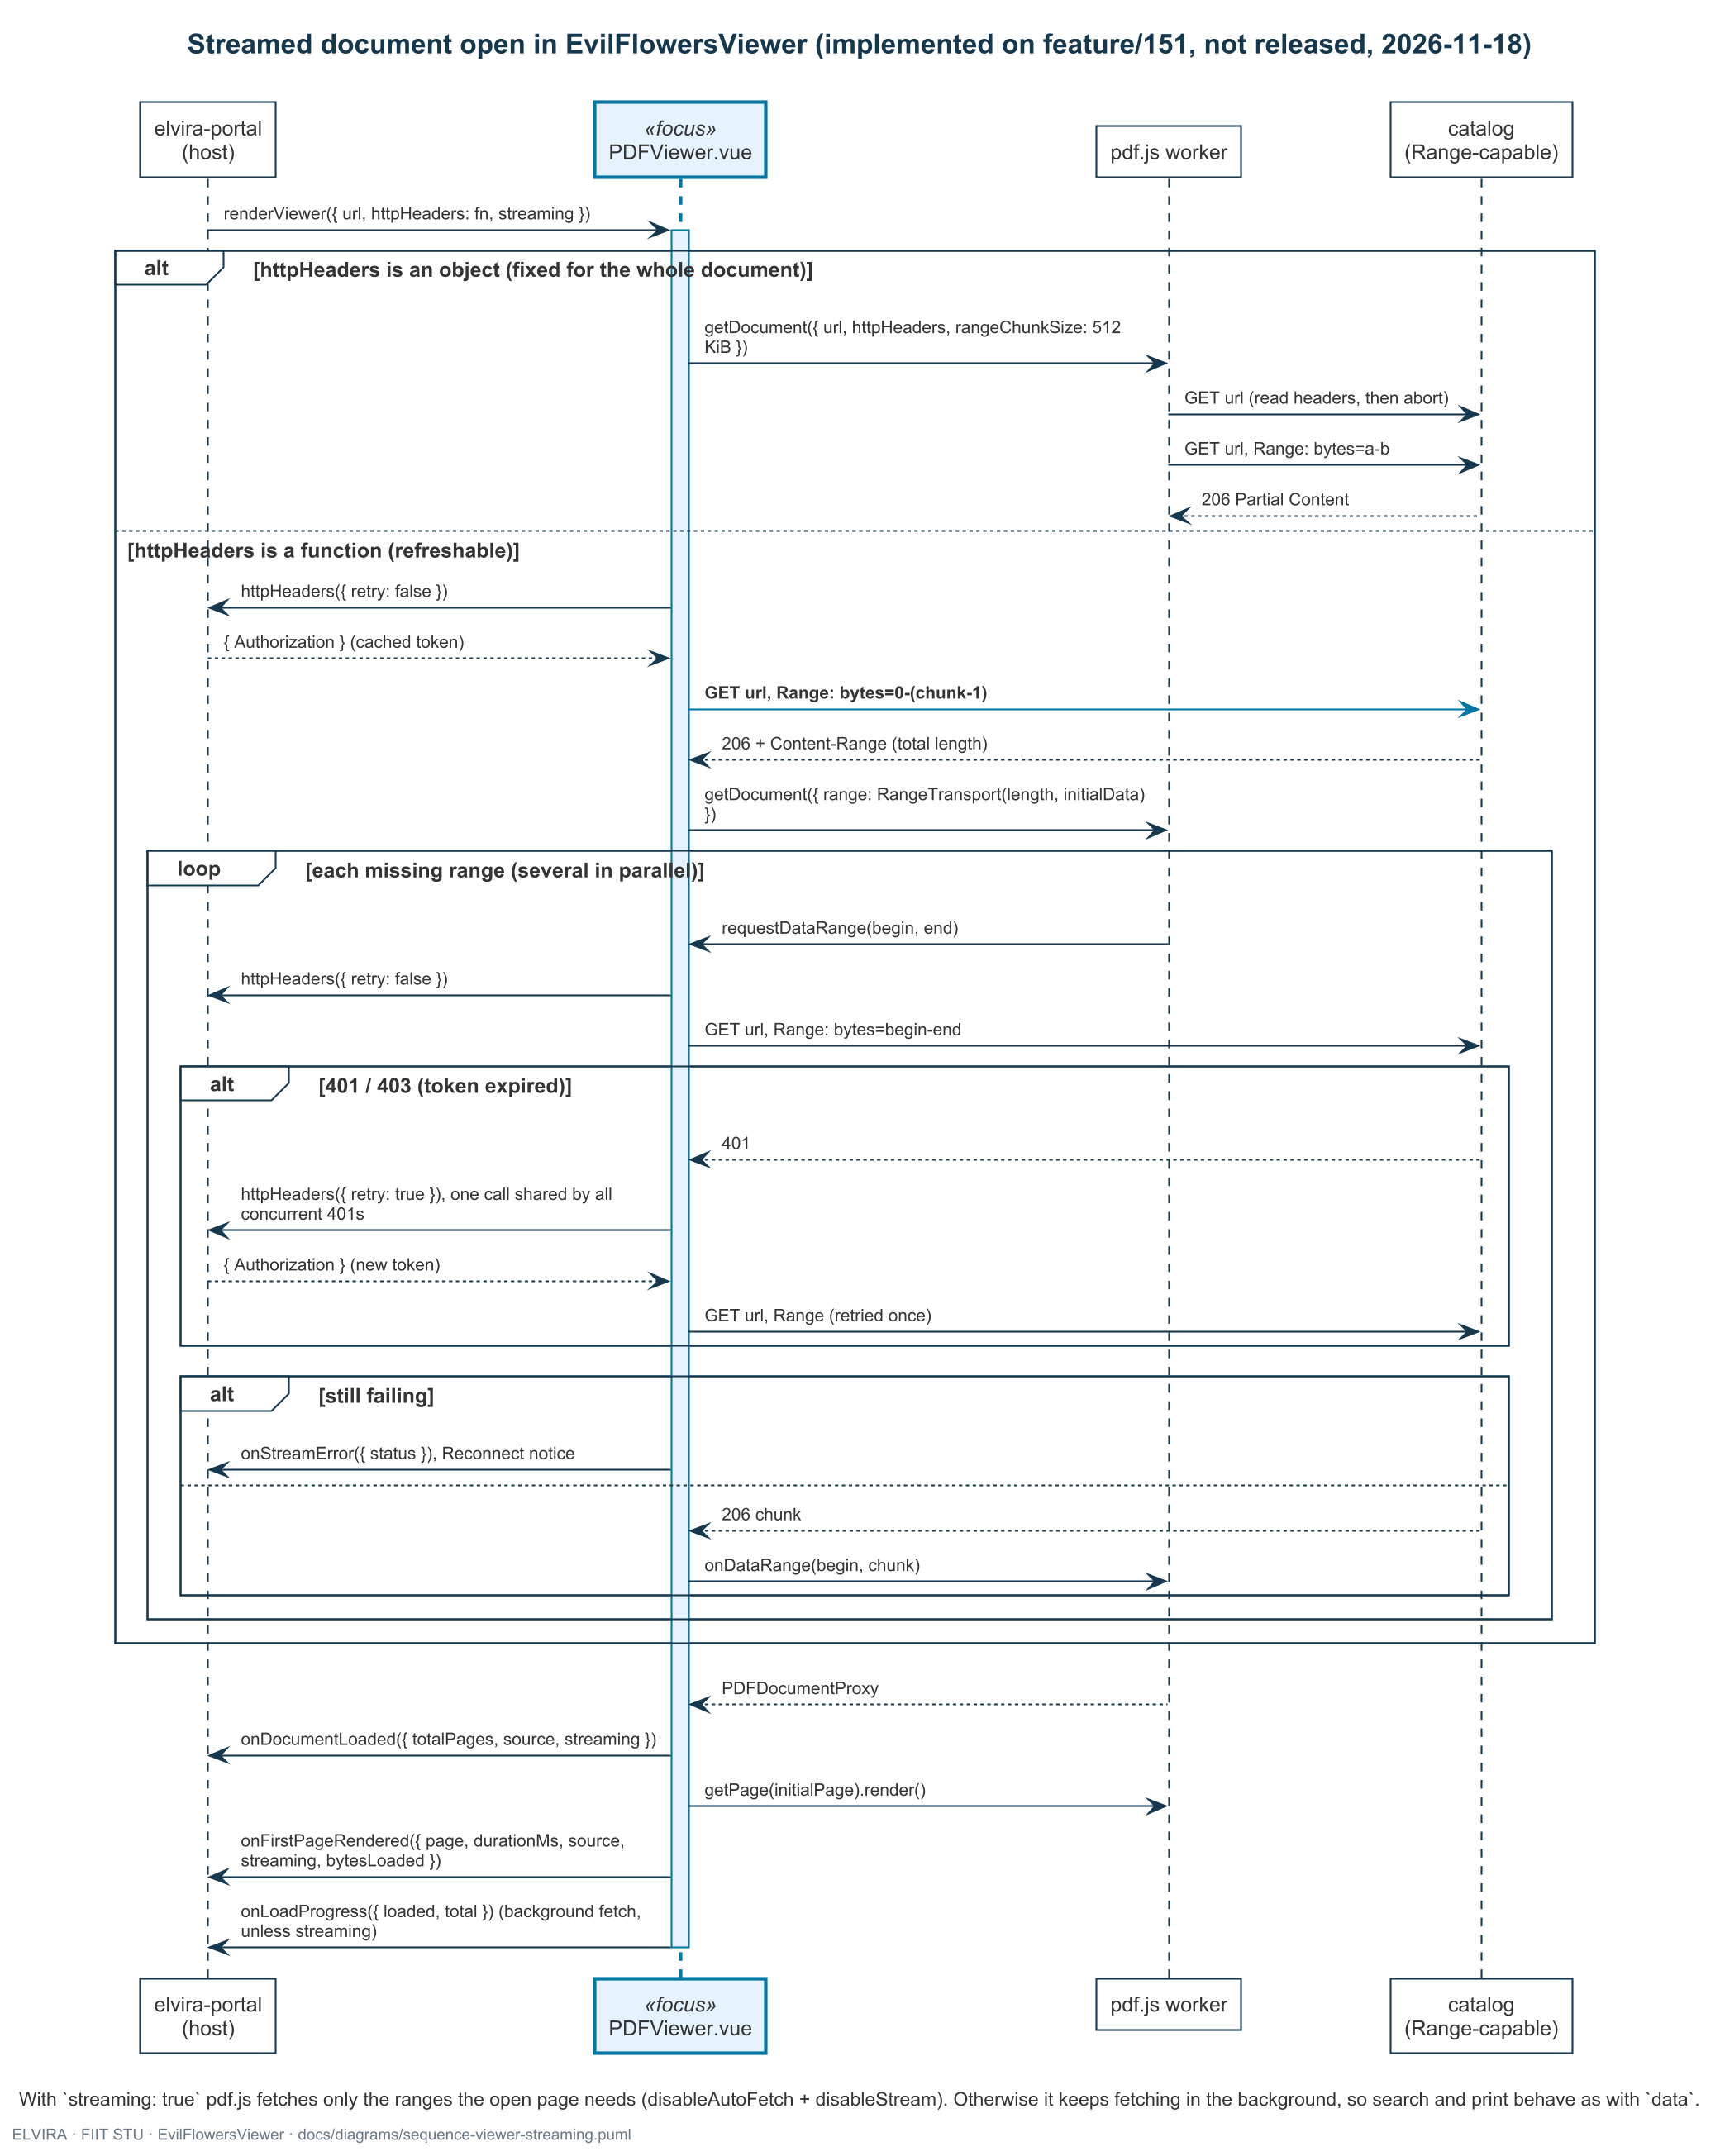 Streamed document open in EvilFlowersViewer (implemented on feature/151, not released, 2026-11-18)
elvira-portal
(host)
«focus»
PDFViewer.vue
pdf.js worker
catalog
(Range-capable)
renderViewer({ url, httpHeaders: fn, streaming })
alt
[httpHeaders is an object (fixed for the whole document)]
getDocument({ url, httpHeaders, rangeChunkSize: 512
KiB })
GET url (read headers, then abort)
GET url, Range: bytes=a-b
206 Partial Content
[httpHeaders is a function (refreshable)]
httpHeaders({ retry: false })
{ Authorization } (cached token)
GET url, Range: bytes=0-(chunk-1)
206 + Content-Range (total length)
getDocument({ range: RangeTransport(length, initialData)
})
loop
[each missing range (several in parallel)]
requestDataRange(begin, end)
httpHeaders({ retry: false })
GET url, Range: bytes=begin-end
alt
[401 / 403 (token expired)]
401
httpHeaders({ retry: true }), one call shared by all
concurrent 401s
{ Authorization } (new token)
GET url, Range (retried once)
alt
[still failing]
onStreamError({ status }), Reconnect notice
206 chunk
onDataRange(begin, chunk)
PDFDocumentProxy
onDocumentLoaded({ totalPages, source, streaming })
getPage(initialPage).render()
onFirstPageRendered({ page, durationMs, source,
streaming, bytesLoaded })
onLoadProgress({ loaded, total }) (background fetch,
unless streaming)
elvira-portal
(host)
«focus»
PDFViewer.vue
pdf.js worker
catalog
(Range-capable)
With `streaming: true` pdf.js fetches only the ranges the open page needs (disableAutoFetch + disableStream). Otherwise it keeps fetching in the background, so search and print behave as with `data`.
ELVIRA · FIIT STU · EvilFlowersViewer · docs/diagrams/sequence-viewer-streaming.puml